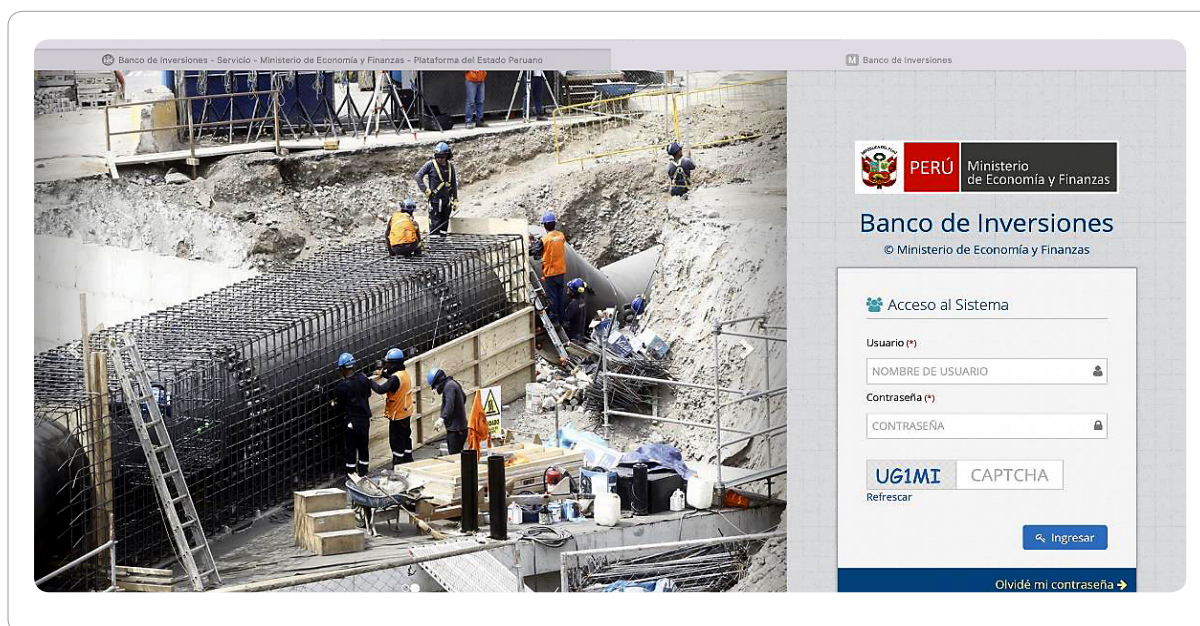 Banco de Inversiones - Servicio - Ministerio de Economía y Finanzas - Plataforma del Estado Peruano
M Banco de Inversiones
PERÚ
Ministerio
de Economía y Finanzas
Banco de Inversiones
© Ministerio de Economía y Finanzas
Acceso al Sistema
Usuario (*)
NOMBRE DE USUARIO
Contraseña (*)
CONTRASEÑA
UG1MI CAPTCHA
Refrescar
Ingresar
Olvidé mi contraseña